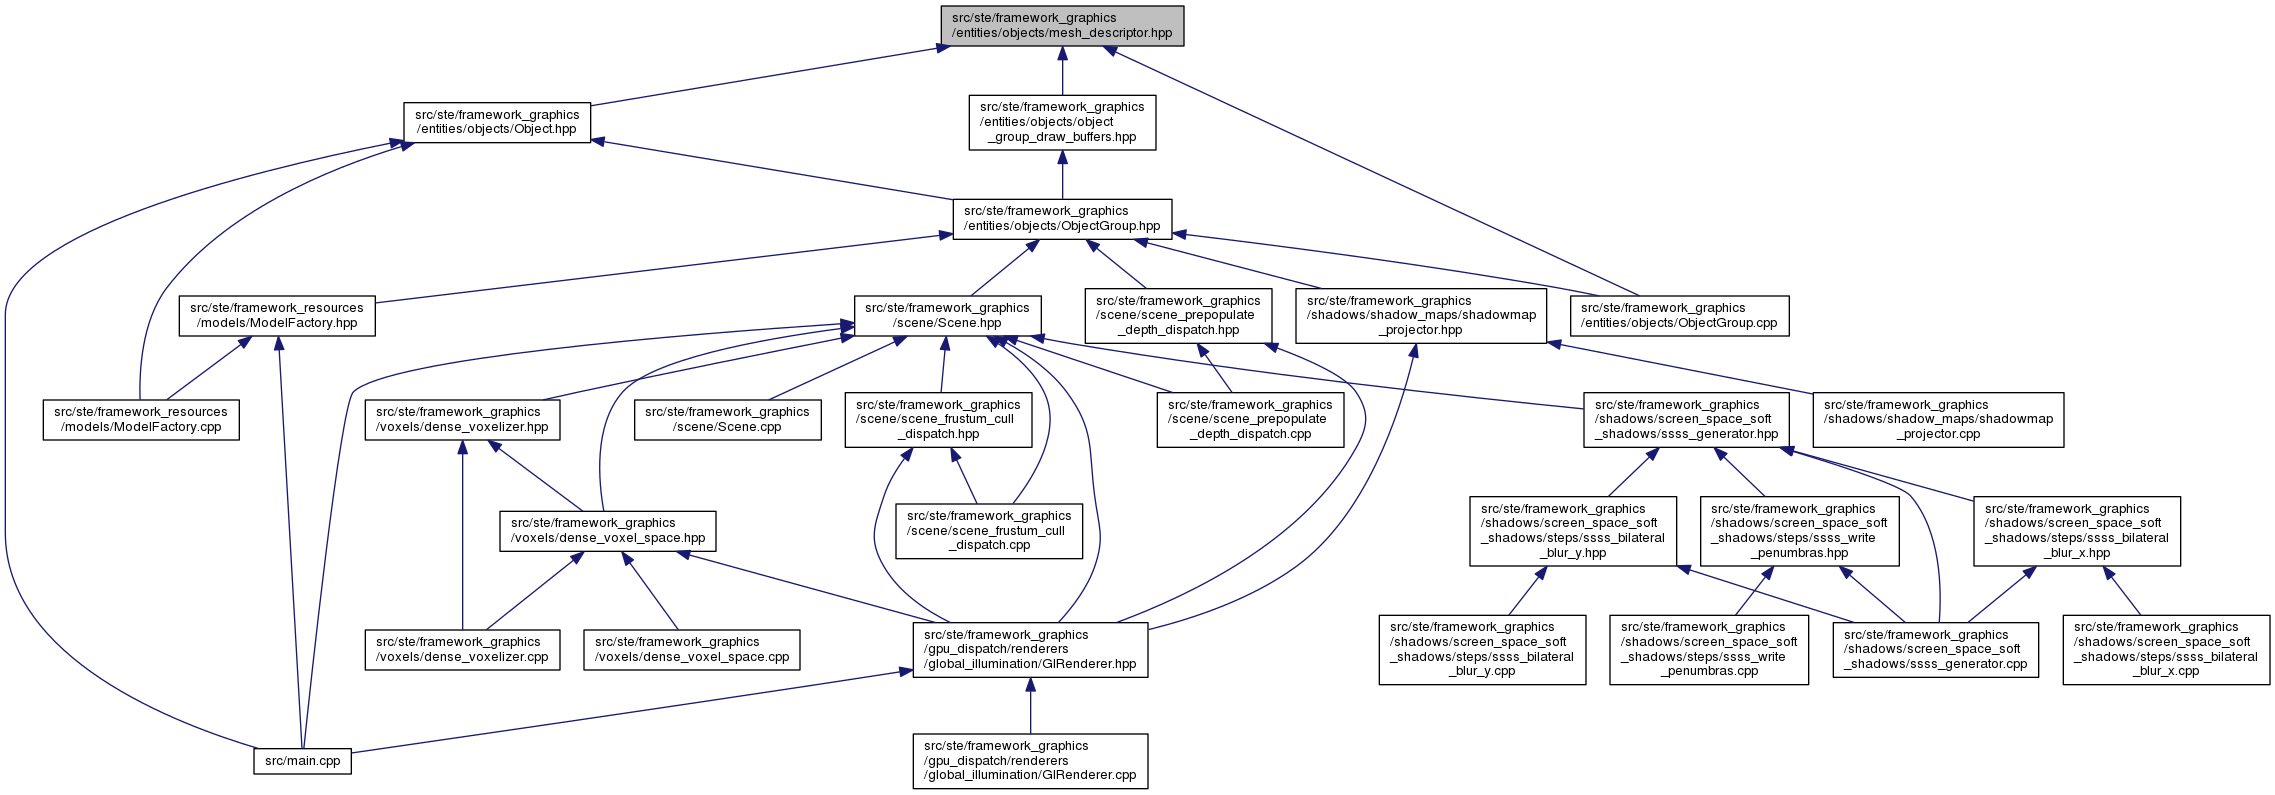 src/ste/framework_graphics
/entities/objects/mesh_descriptor.hpp
src/ste/framework_graphics
/entities/objects/Object.hpp
src/ste/framework_graphics
/entities/objects/object
_group_draw_buffers.hpp
src/ste/framework_graphics
/entities/objects/ObjectGroup.hpp
src/ste/framework_resources
/models/ModelFactory.hpp
src/ste/framework_graphics
/scene/Scene.hpp
src/ste/framework_graphics
/scene/scene_prepopulate
_depth_dispatch.hpp
src/ste/framework_graphics
/shadows/shadow_maps/shadowmap
_projector.hpp
src/ste/framework_graphics
/entities/objects/ObjectGroup.cpp
src/ste/framework_resources
/models/ModelFactory.cpp
src/ste/framework_graphics
/voxels/dense_voxelizer.hpp
src/ste/framework_graphics
/scene/Scene.cpp
src/ste/framework_graphics
/scene/scene_frustum_cull
_dispatch.hpp
src/ste/framework_graphics
/scene/scene_prepopulate
_depth_dispatch.cpp
src/ste/framework_graphics
/shadows/screen_space_soft
_shadows/ssss_generator.hpp
src/ste/framework_graphics
/shadows/shadow_maps/shadowmap
_projector.cpp
src/ste/framework_graphics
/voxels/dense_voxel_space.hpp
src/ste/framework_graphics
/scene/scene_frustum_cull
_dispatch.cpp
src/ste/framework_graphics
/shadows/screen_space_soft
_shadows/steps/ssss_bilateral
_blur_y.hpp
src/ste/framework_graphics
/shadows/screen_space_soft
_shadows/steps/ssss_write
_penumbras.hpp
src/ste/framework_graphics
/shadows/screen_space_soft
_shadows/steps/ssss_bilateral
_blur_x.hpp
src/ste/framework_graphics
/voxels/dense_voxelizer.cpp
src/ste/framework_graphics
/voxels/dense_voxel_space.cpp
src/ste/framework_graphics
/gpu_dispatch/renderers
/global_illumination/GIRenderer.hpp
src/ste/framework_graphics
/shadows/screen_space_soft
_shadows/steps/ssss_bilateral
_blur_y.cpp
src/ste/framework_graphics
/shadows/screen_space_soft
_shadows/steps/ssss_write
_penumbras.cpp
src/ste/framework_graphics
/shadows/screen_space_soft
_shadows/ssss_generator.cpp
src/ste/framework_graphics
/shadows/screen_space_soft
_shadows/steps/ssss_bilateral
_blur_x.cpp
src/main.cpp
src/ste/framework_graphics
/gpu_dispatch/renderers
/global_illumination/GIRenderer.cpp